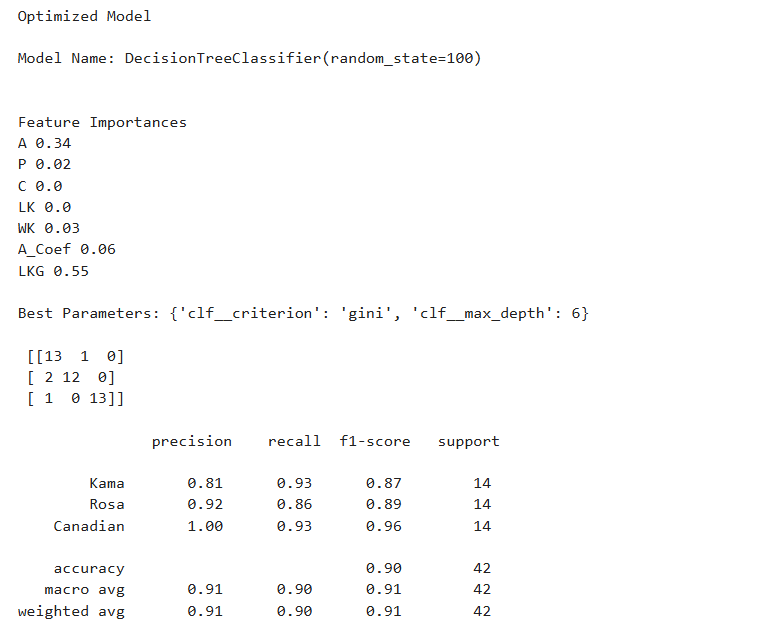 Optimized Model
Model Name: DecisionTreeClassifier(random_state=100)
Feature Importances
A 0.34
P 0.02
C 0.0
LK 0.0
WK 0.03
A_Coef 0.06
LKG 0.55
Best Parameters: {'clf__criterion': 'gini', 'clf__max_depth': 6}
[[13  1  0]
[ 2 12  0]
[ 1  0 13]]
precision recall f1-score support
Kama 0.81 0.93 0.87 14
Rosa 0.92 0.86 0.89 14
Canadian 1.00 0.93 0.96 14
accuracy 0.90 42
macro avg 0.91 0.90 0.91 42
weighted avg 0.91 0.90 0.91 42